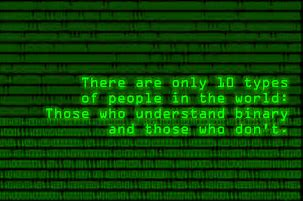 There are only 10 types
of people in the world:
Those who understand binary
and those who don't.